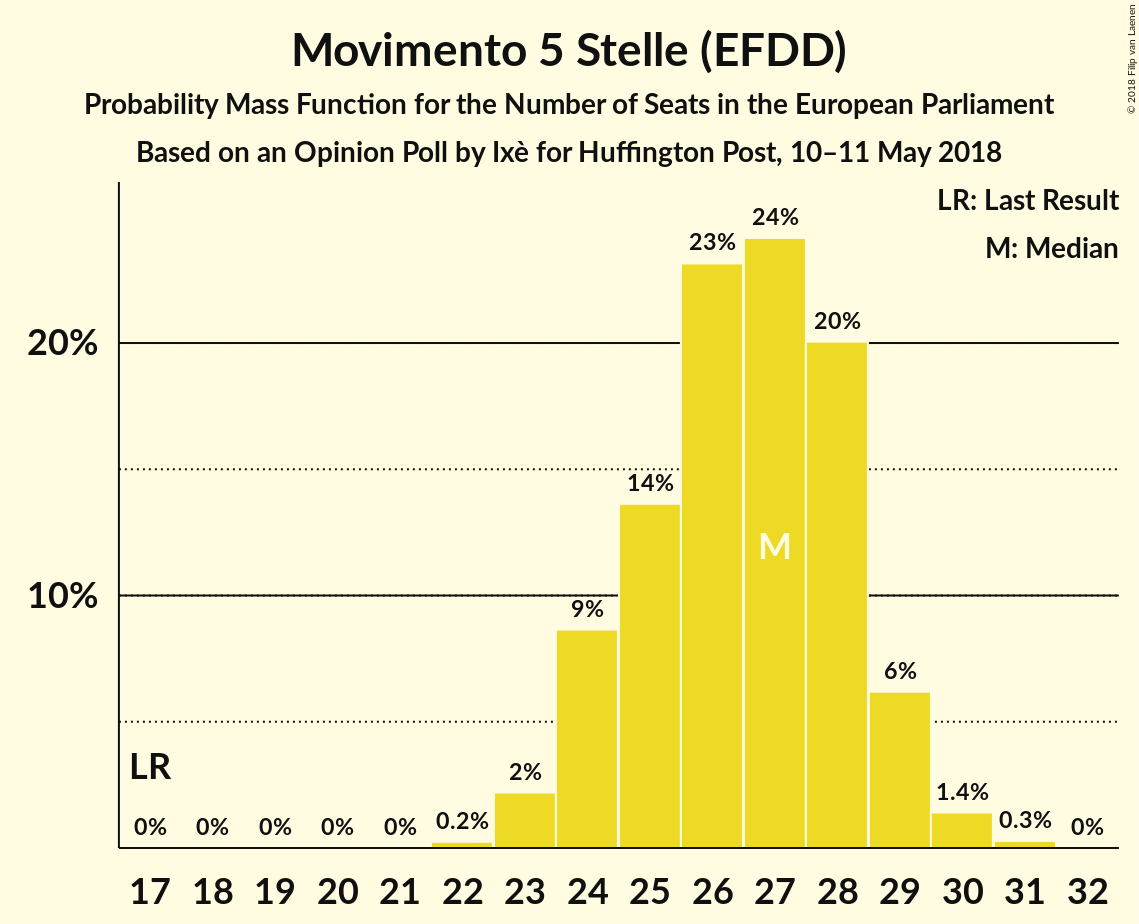 Movimento 5 Stelle (EFDD)
Probability Mass Function for the Number of Seats in the European Parliament
Based on an Opinion Poll by Ixè for Huffington Post, 10–11 May 2018
© 2018 Filip van Laenen
LR: Last Result
M: Median
24%
23%
20%
20%
14%
M
10%
9%
6%
LR
2%
1.4%
0% 0% 0% 0% 0% 0.2% 0.3% 0%
17 18 19 20 21 22 23 24 25 26 27 28 29 30 31 32